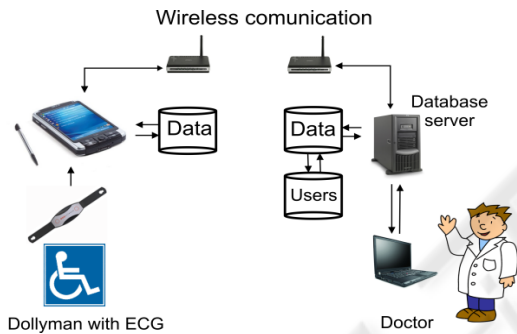 Wireless comunication
Data
Data
Database
server
Users
Dollyman with ECG
Doctor